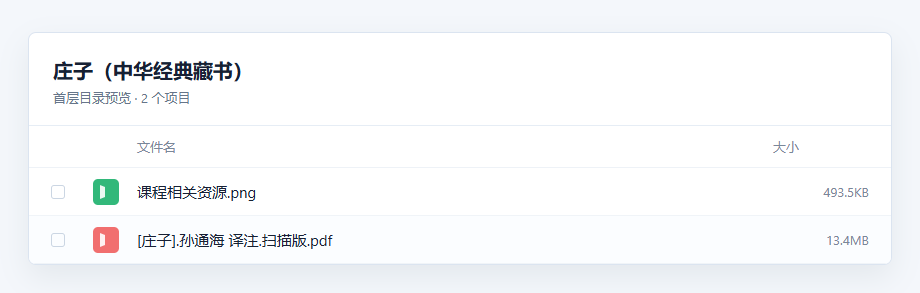 庄子（中华经典藏书）
首层目录预览 · 2 个项目
文件名 大小
课程相关资源.png 493.5KB
[庄子].孙通海 译注.扫描版.pdf 13.4MB